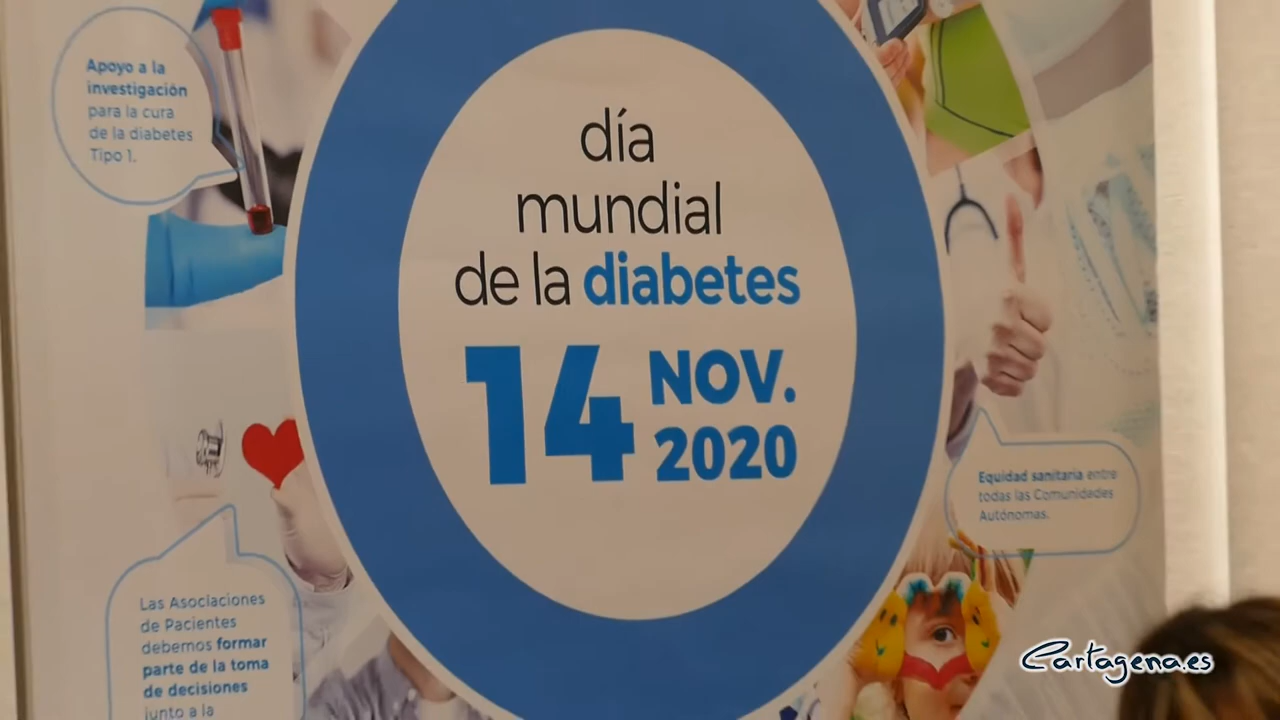 Apoyo a la
investigación
para la cura
de la diabetes
Tipo 1.
día
mundial
de la diabetes
14 NOV.
2020
Equidad sanitaria entre
todas las Comunidades
Autónomas.
Las Asociaciones
de Pacientes
debemos formar
parte de la toma
de decisiones
junto a la
Cartagena.es